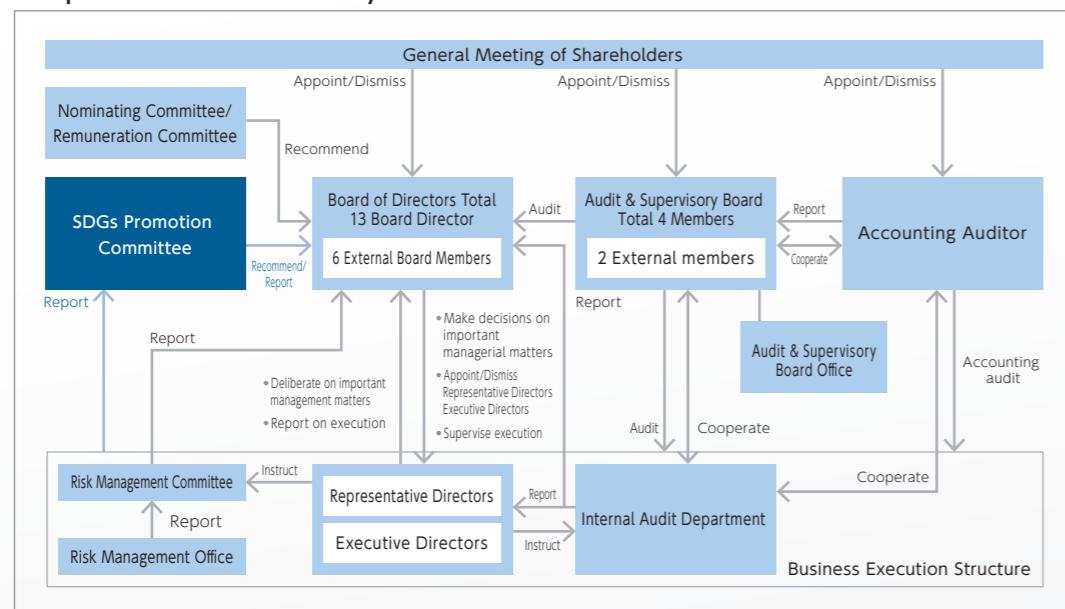 General Meeting of Shareholders
Appoint/Dismiss
Appoint/Dismiss
Appoint/Dismiss
Nominating Committee/
Remuneration Committee
Recommend
SDGs Promotion
Committee
Recommend/
Report
Board of Directors Total
13 Board Director
6 External Board Members
Audit
Audit & Supervisory Board
Total 4 Members
2 External members
Report
Cooperate
Accounting Auditor
Report
Report
Report
• Deliberate on important
management matters
• Report on execution
• Make decisions on
important
managerial matters
• Appoint/Dismiss
Representative Directors
Executive Directors
• Supervise execution
Audit & Supervisory
Board Office
Accounting
audit
Audit
Cooperate
Cooperate
Risk Management Committee
Instruct
Report
Risk Management Office
Representative Directors
Executive Directors
Report
Instruct
Internal Audit Department
Business Execution Structure